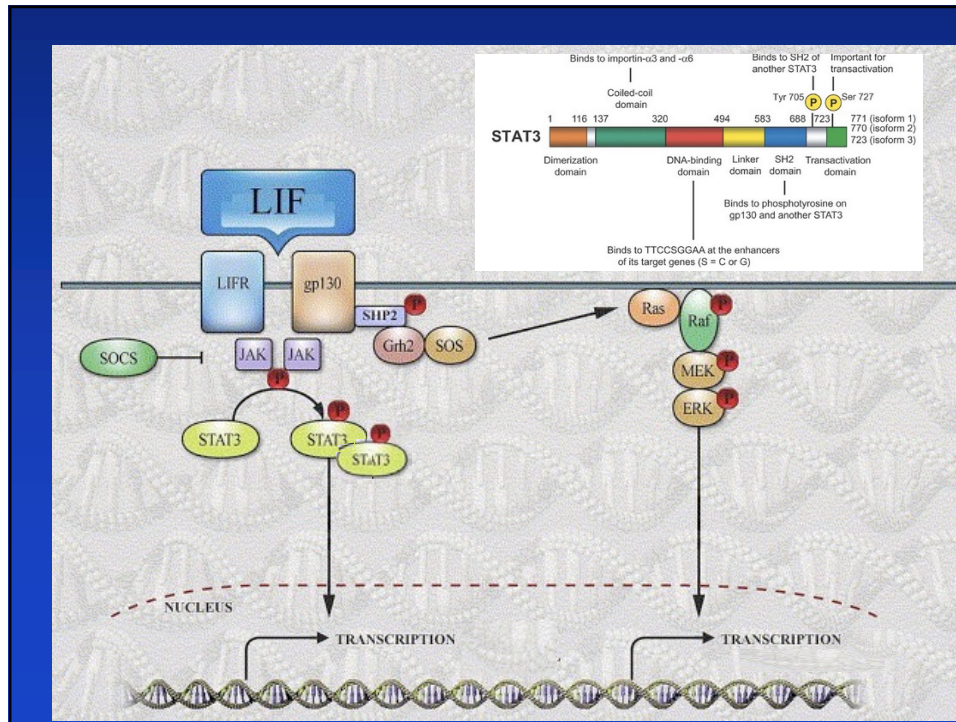 Binds to importin-α3 and -α6
Binds to SH2 of
another STAT3
Important for
transactivation
Coiled-coil
domain
Tyr 705
P
P
Ser 727
1
116
137
320
494
583
688
723
771 (isoform 1)
770 (isoform 2)
723 (isoform 3)
STAT3
Dimerization
domain
DNA-binding
domain
Linker
domain
SH2
domain
Transactivation
domain
Binds to phosphotyrosine on
gp130 and another STAT3
Binds to TTCCSGGAA at the enhancers
of its target genes (S = C or G)
LIF
LIFR
gp130
SHP2
P
Grh2
SOS
Ras
Raf
P
SOCS
JAK
JAK
P
MEK
P
ERK
P
STAT3
P
STAT3
P
STAT3
NUCLEUS
TRANSCRIPTION
TRANSCRIPTION